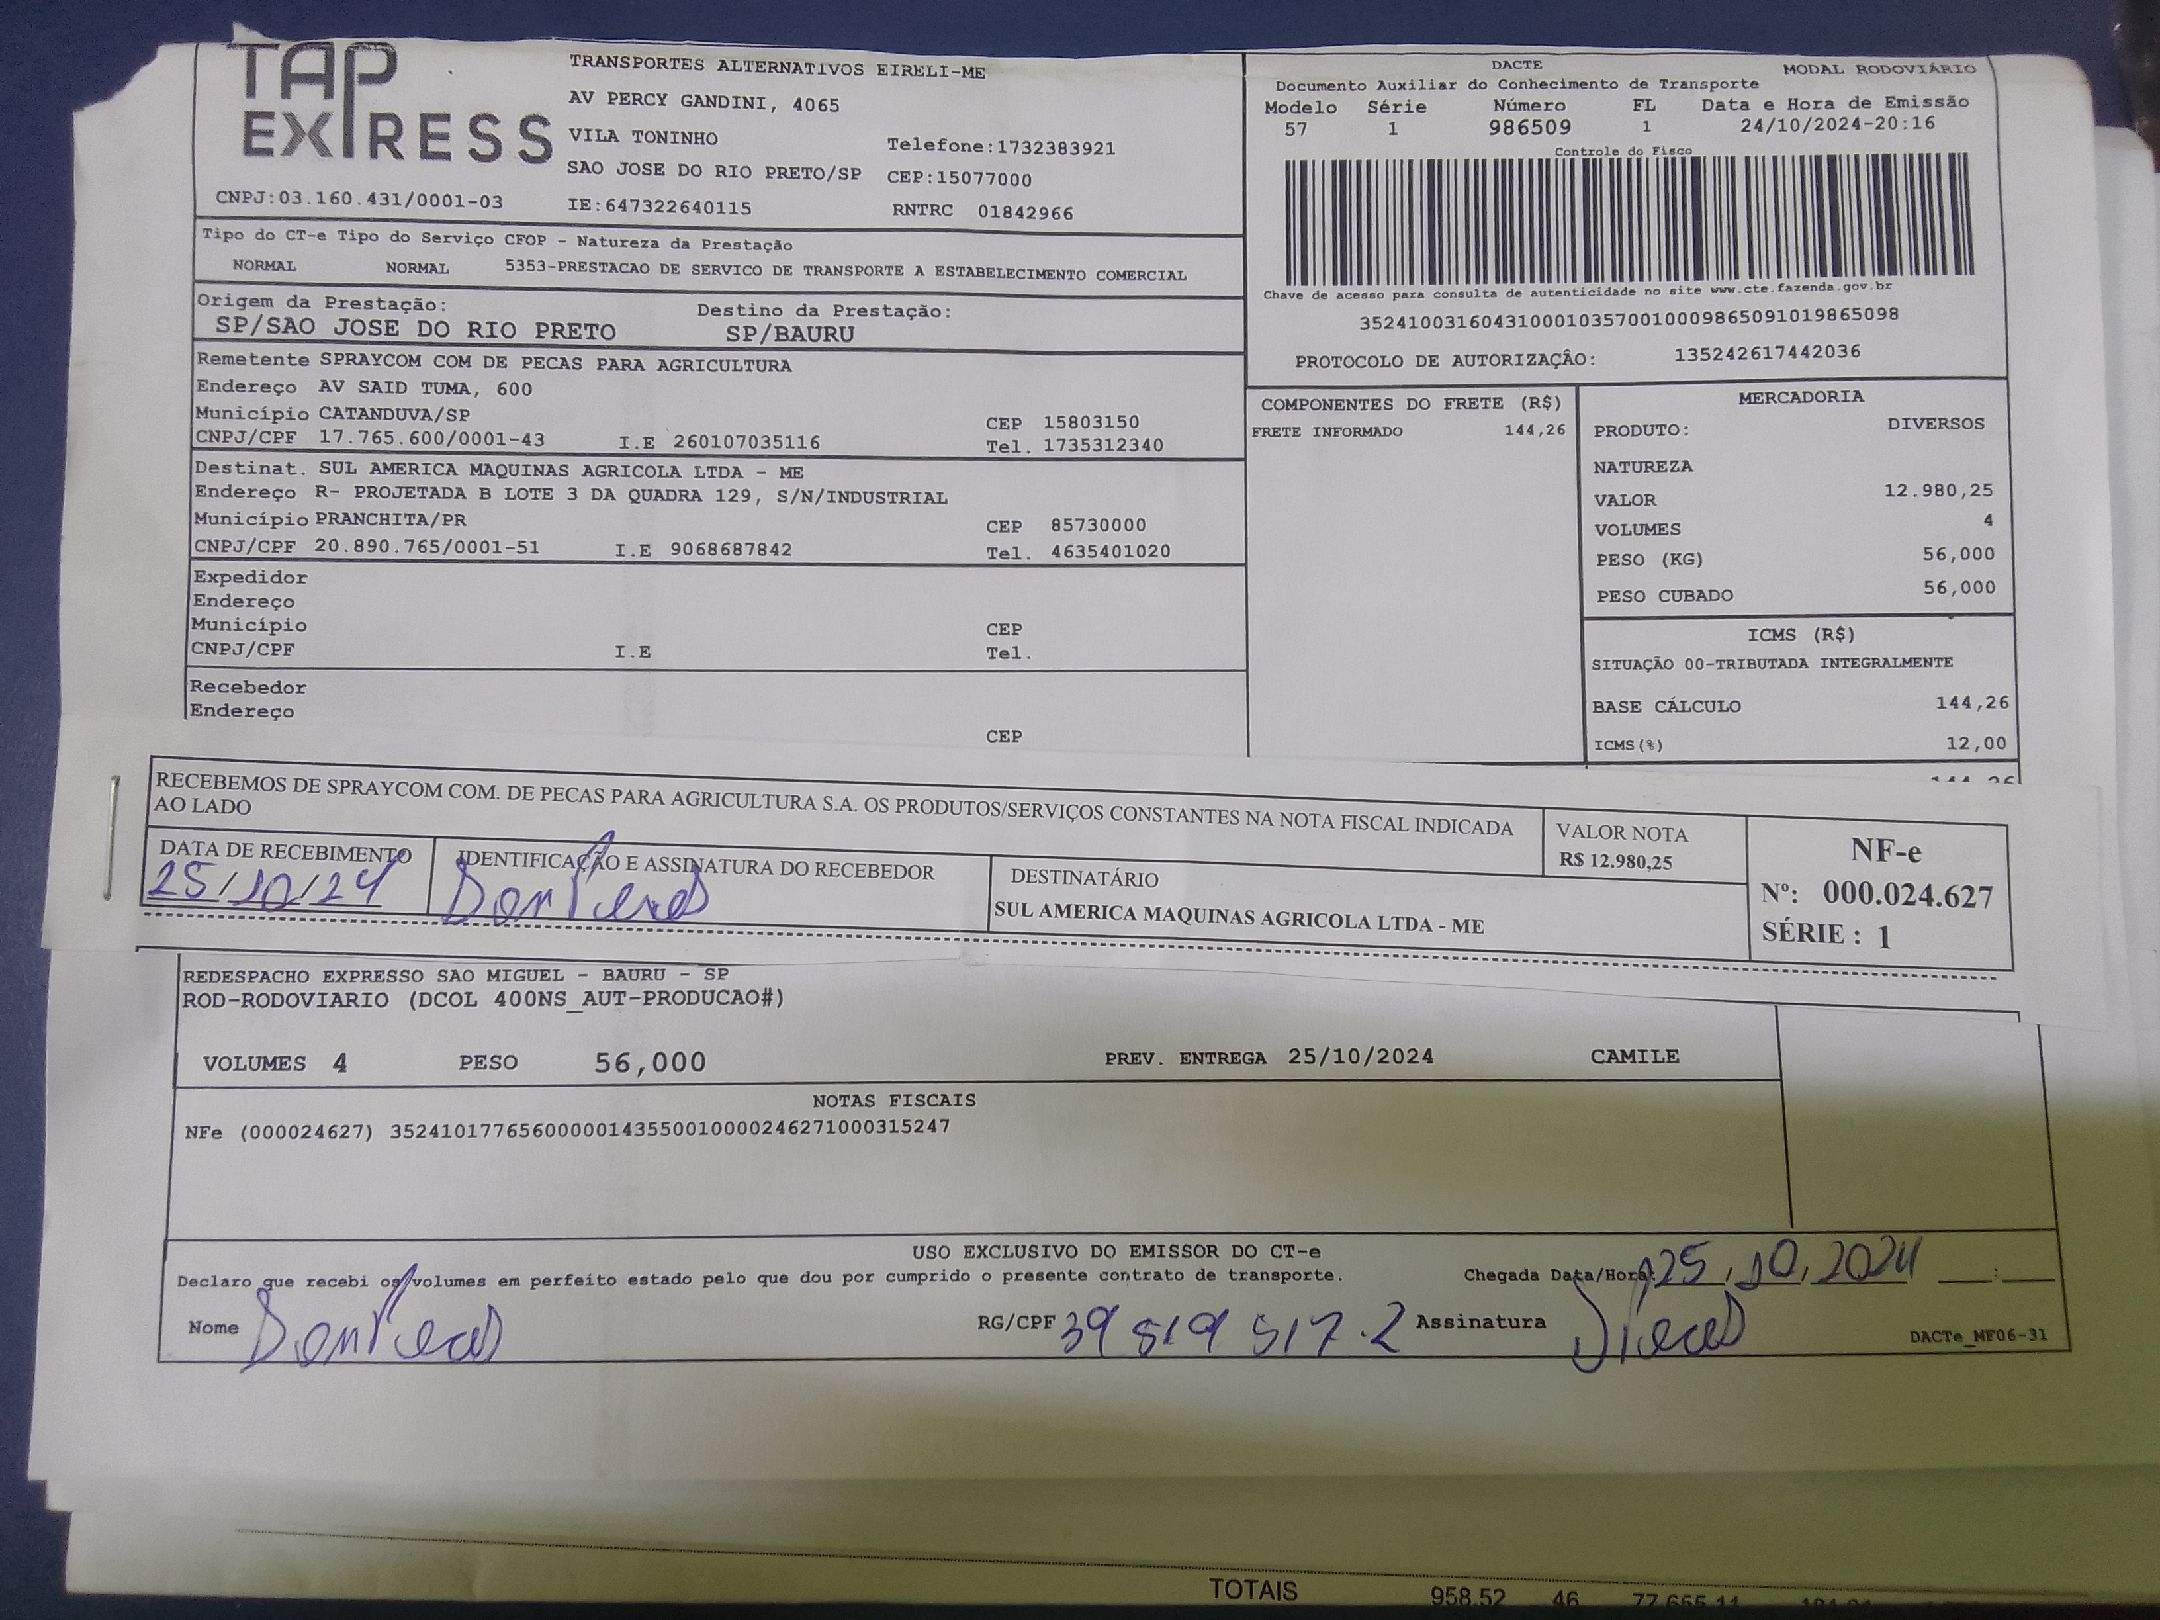 TAP EXPRESS
TRANSPORTES ALTERNATIVOS EIRELI-ME
AV PERCY GANDINI, 4065
VILA TONINHO Telefone:1732383921
SAO JOSE DO RIO PRETO/SP CEP:15077000
CNPJ:03.160.431/0001-03 IE:647322640115 RNTRC 01842966
DACTE MODAL RODOVIÁRIO
Documento Auxiliar do Conhecimento de Transporte
Modelo Série Número FL Data e Hora de Emissão
57 1 986509 1 24/10/2024-20:16
Controle do Fisco
Chave de acesso para consulta de autenticidade no site www.cte.fazenda.gov.br
35241003160431000103570010009865091019865098
PROTOCOLO DE AUTORIZAÇÃO: 135242617442036
Tipo do CT-e Tipo do Serviço CFOP - Natureza da Prestação
NORMAL NORMAL 5353-PRESTACAO DE SERVICO DE TRANSPORTE A ESTABELECIMENTO COMERCIAL
Origem da Prestação: Destino da Prestação:
SP/SAO JOSE DO RIO PRETO SP/BAURU
Remetente SPRAYCOM COM DE PECAS PARA AGRICULTURA
Endereço AV SAID TUMA, 600
Município CATANDUVA/SP CEP 15803150
CNPJ/CPF 17.765.600/0001-43 I.E 260107035116 Tel. 1735312340
Destinat. SUL AMERICA MAQUINAS AGRICOLA LTDA - ME
Endereço R- PROJETADA B LOTE 3 DA QUADRA 129, S/N/INDUSTRIAL
Município PRANCHITA/PR CEP 85730000
CNPJ/CPF 20.890.765/0001-51 I.E 9068687842 Tel. 4635401020
Expedidor
Endereço
Município CEP
CNPJ/CPF I.E Tel.
Recebedor
Endereço
CEP
COMPONENTES DO FRETE (R$)
FRETE INFORMADO 144,26
MERCADORIA
PRODUTO: DIVERSOS
NATUREZA
VALOR 12.980,25
VOLUMES 4
PESO (KG) 56,000
PESO CUBADO 56,000
ICMS (R$)
SITUAÇÃO 00-TRIBUTADA INTEGRALMENTE
BASE CÁLCULO 144,26
ICMS(%) 12,00
RECEBEMOS DE SPRAYCOM COM. DE PECAS PARA AGRICULTURA S.A. OS PRODUTOS/SERVIÇOS CONSTANTES NA NOTA FISCAL INDICADA
AO LADO
VALOR NOTA
R$ 12.980,25
NF-e
Nº: 000.024.627
SÉRIE : 1
DATA DE RECEBIMENTO IDENTIFICAÇÃO E ASSINATURA DO RECEBEDOR
25/10/24
DESTINATÁRIO
SUL AMERICA MAQUINAS AGRICOLA LTDA - ME
REDESPACHO EXPRESSO SAO MIGUEL - BAURU - SP
ROD-RODOVIARIO (DCOL 400NS_AUT-PRODUCAO#)
VOLUMES 4 PESO 56,000 PREV. ENTREGA 25/10/2024 CAMILE
NOTAS FISCAIS
NFe (000024627) 35241017765600000143550010000246271000315247
USO EXCLUSIVO DO EMISSOR DO CT-e
Declaro que recebi os volumes em perfeito estado pelo que dou por cumprido o presente contrato de transporte. Chegada Data/Hora: 25/10/2024 :
Nome RG/CPF 39 519 517-2 Assinatura
DACTe_MF06-31
TOTAIS 958,52 46